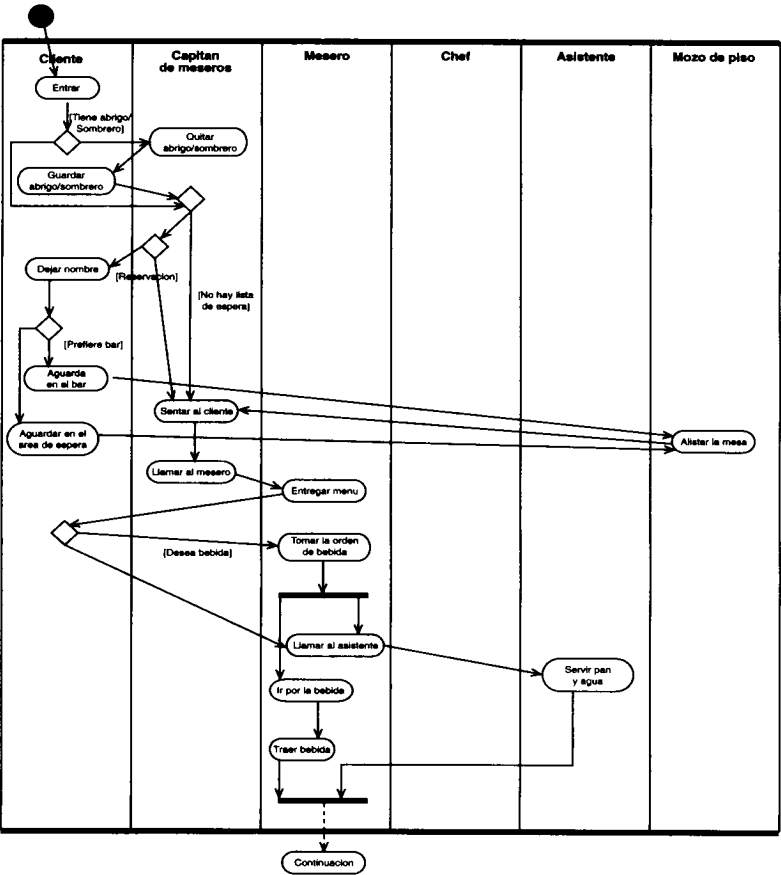 Cliente
Capitan
de meseros
Mesero
Chef
Asistente
Mozo de piso
Entrar
[Tiene abrigo/
Sombrero]
Quitar
abrigo/sombrero
Guardar
abrigo/sombrero
Dejar nombre
[Reservacion]
[No hay lista
de espera]
[Prefiere bar]
Aguarda
en el bar
Sentar al cliente
Aguardar en el
area de espera
Alistar la mesa
Llamar al mesero
Entregar menu
[Desea bebida]
Tomar la orden
de bebida
Llamar al asistente
Servir pan
y agua
Ir por la bebida
Traer bebida
Continuacion